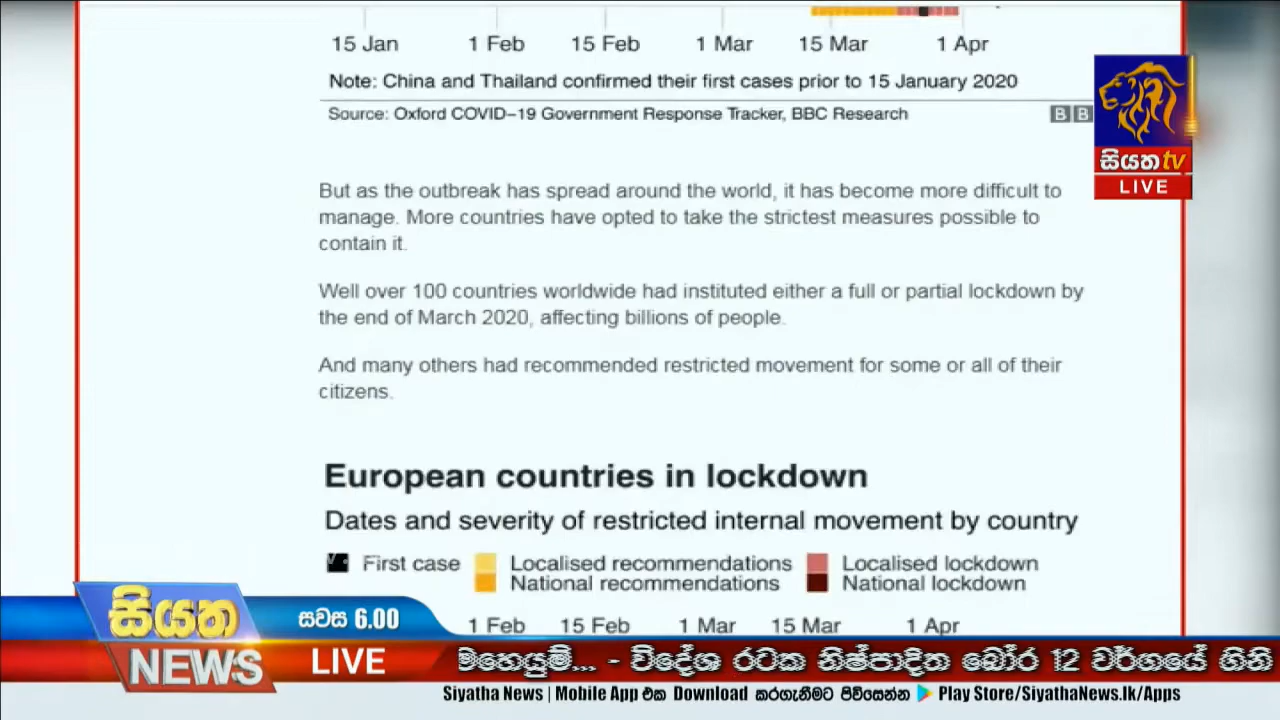 15 Jan 1 Feb 15 Feb 1 Mar 15 Mar 1 Apr
Note: China and Thailand confirmed their first cases prior to 15 January 2020
Source: Oxford COVID-19 Government Response Tracker, BBC Research
B B
සියත tv
LIVE
But as the outbreak has spread around the world, it has become more difficult to
manage. More countries have opted to take the strictest measures possible to
contain it.
Well over 100 countries worldwide had instituted either a full or partial lockdown by
the end of March 2020, affecting billions of people.
And many others had recommended restricted movement for some or all of their
citizens.
European countries in lockdown
Dates and severity of restricted internal movement by country
First case Localised recommendations Localised lockdown
National recommendations National lockdown
1 Feb 15 Feb 1 Mar 15 Mar 1 Apr
සියත
NEWS
සවස 6.00
LIVE
මහෙයුම්... - විදේශ රටක නිෂ්පාදිත බෝර 12 වර්ගයේ ගිනි
Siyatha News | Mobile App එක Download කරගැනීමට පිවිසෙන්න Play Store/SiyathaNews.lk/Apps